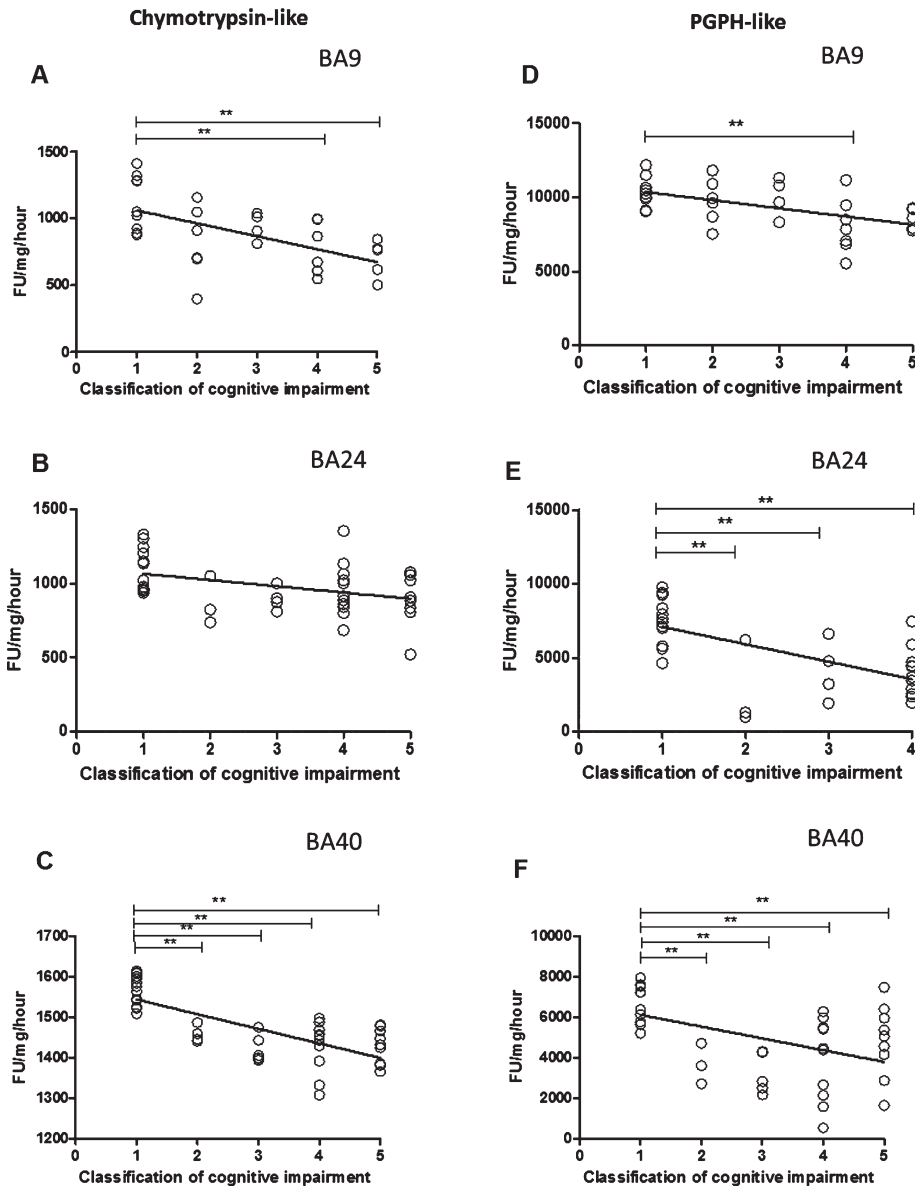 Chymotrypsin-like
PGPH-like
A
BA9
**
**
1500
1000
500
0
FU/mg/hour
0 1 2 3 4 5
Classification of cognitive impairment
D
BA9
**
15000
10000
5000
0
FU/mg/hour
0 1 2 3 4 5
Classification of cognitive impairment
B
BA24
1500
1000
500
0
FU/mg/hour
0 1 2 3 4 5
Classification of cognitive impairment
E
BA24
**
**
**
15000
10000
5000
0
FU/mg/hour
0 1 2 3 4
Classification of cognitive impairment
C
BA40
**
**
**
**
1700
1600
1500
1400
1300
1200
FU/mg/hour
0 1 2 3 4 5
Classification of cognitive impairment
F
BA40
**
**
**
**
10000
8000
6000
4000
2000
0
FU/mg/hour
0 1 2 3 4 5
Classification of cognitive impairment